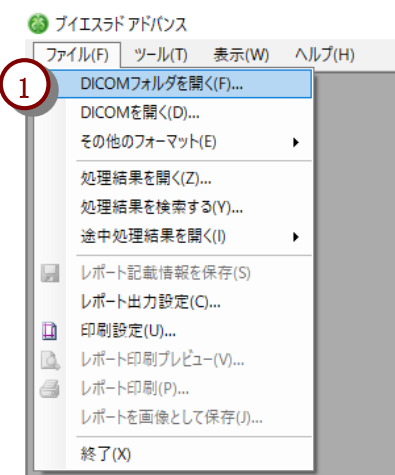 ブイエスラド アドバンス
ファイル(F) ツール(T) 表示(W) ヘルプ(H)
1
DICOMフォルダを開く(F)...
DICOMを開く(D)...
その他のフォーマット(E)
処理結果を開く(Z)...
処理結果を検索する(Y)...
途中処理結果を開く(I)
レポート記載情報を保存(S)
レポート出力設定(C)...
印刷設定(U)...
レポート印刷プレビュー(V)...
レポート印刷(P)...
レポートを画像として保存(J)...
終了(X)